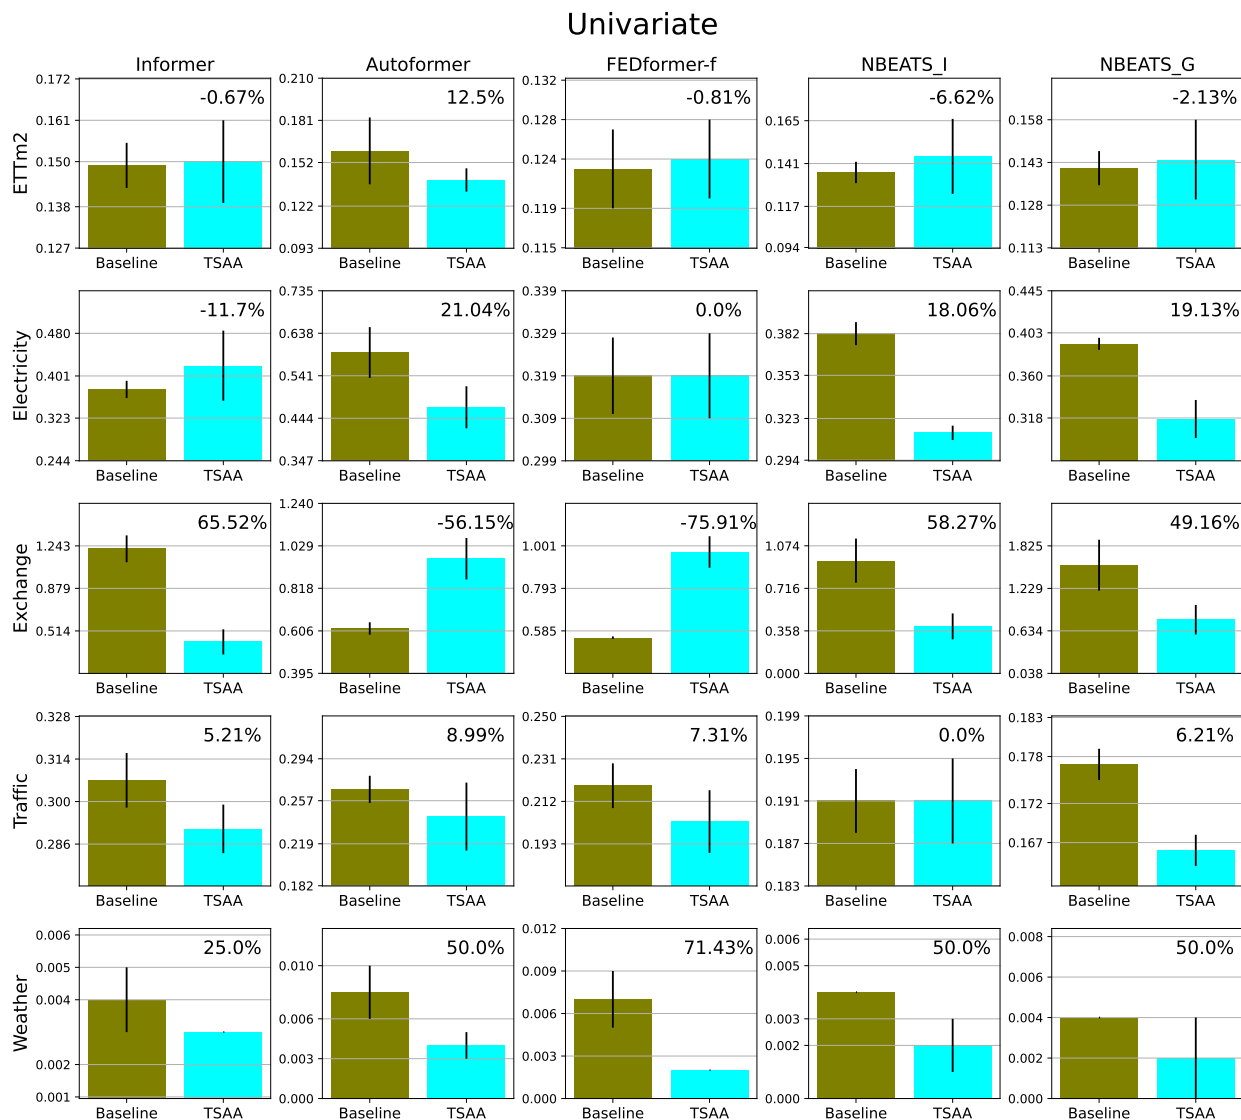 Univariate
Informer Autoformer FEDformer-f NBEATS_I NBEATS_G
ETTm2
0.172 0.161 0.150 0.138 0.127
-0.67%
Baseline TSAA
0.210 0.181 0.152 0.122 0.093
12.5%
Baseline TSAA
0.132 0.128 0.124 0.119 0.115
-0.81%
Baseline TSAA
0.165 0.141 0.117 0.094
-6.62%
Baseline TSAA
0.158 0.143 0.128 0.113
-2.13%
Baseline TSAA
Electricity
0.480 0.401 0.323 0.244
-11.7%
Baseline TSAA
0.735 0.638 0.541 0.444 0.347
21.04%
Baseline TSAA
0.339 0.329 0.319 0.309 0.299
0.0%
Baseline TSAA
0.382 0.353 0.323 0.294
18.06%
Baseline TSAA
0.445 0.403 0.360 0.318
19.13%
Baseline TSAA
Exchange
1.243 0.879 0.514
65.52%
Baseline TSAA
1.240 1.029 0.818 0.606 0.395
-56.15%
Baseline TSAA
1.001 0.793 0.585
-75.91%
Baseline TSAA
1.074 0.716 0.358 0.000
58.27%
Baseline TSAA
1.825 1.229 0.634 0.038
49.16%
Baseline TSAA
Traffic
0.328 0.314 0.300 0.286
5.21%
Baseline TSAA
0.294 0.257 0.219 0.182
8.99%
Baseline TSAA
0.250 0.231 0.212 0.193
7.31%
Baseline TSAA
0.199 0.195 0.191 0.187 0.183
0.0%
Baseline TSAA
0.183 0.178 0.172 0.167
6.21%
Baseline TSAA
Weather
0.006 0.005 0.004 0.002 0.001
25.0%
Baseline TSAA
0.010 0.006 0.003 0.000
50.0%
Baseline TSAA
0.012 0.009 0.006 0.003 0.000
71.43%
Baseline TSAA
0.006 0.005 0.003 0.002 0.000
50.0%
Baseline TSAA
0.008 0.006 0.004 0.002 0.000
50.0%
Baseline TSAA